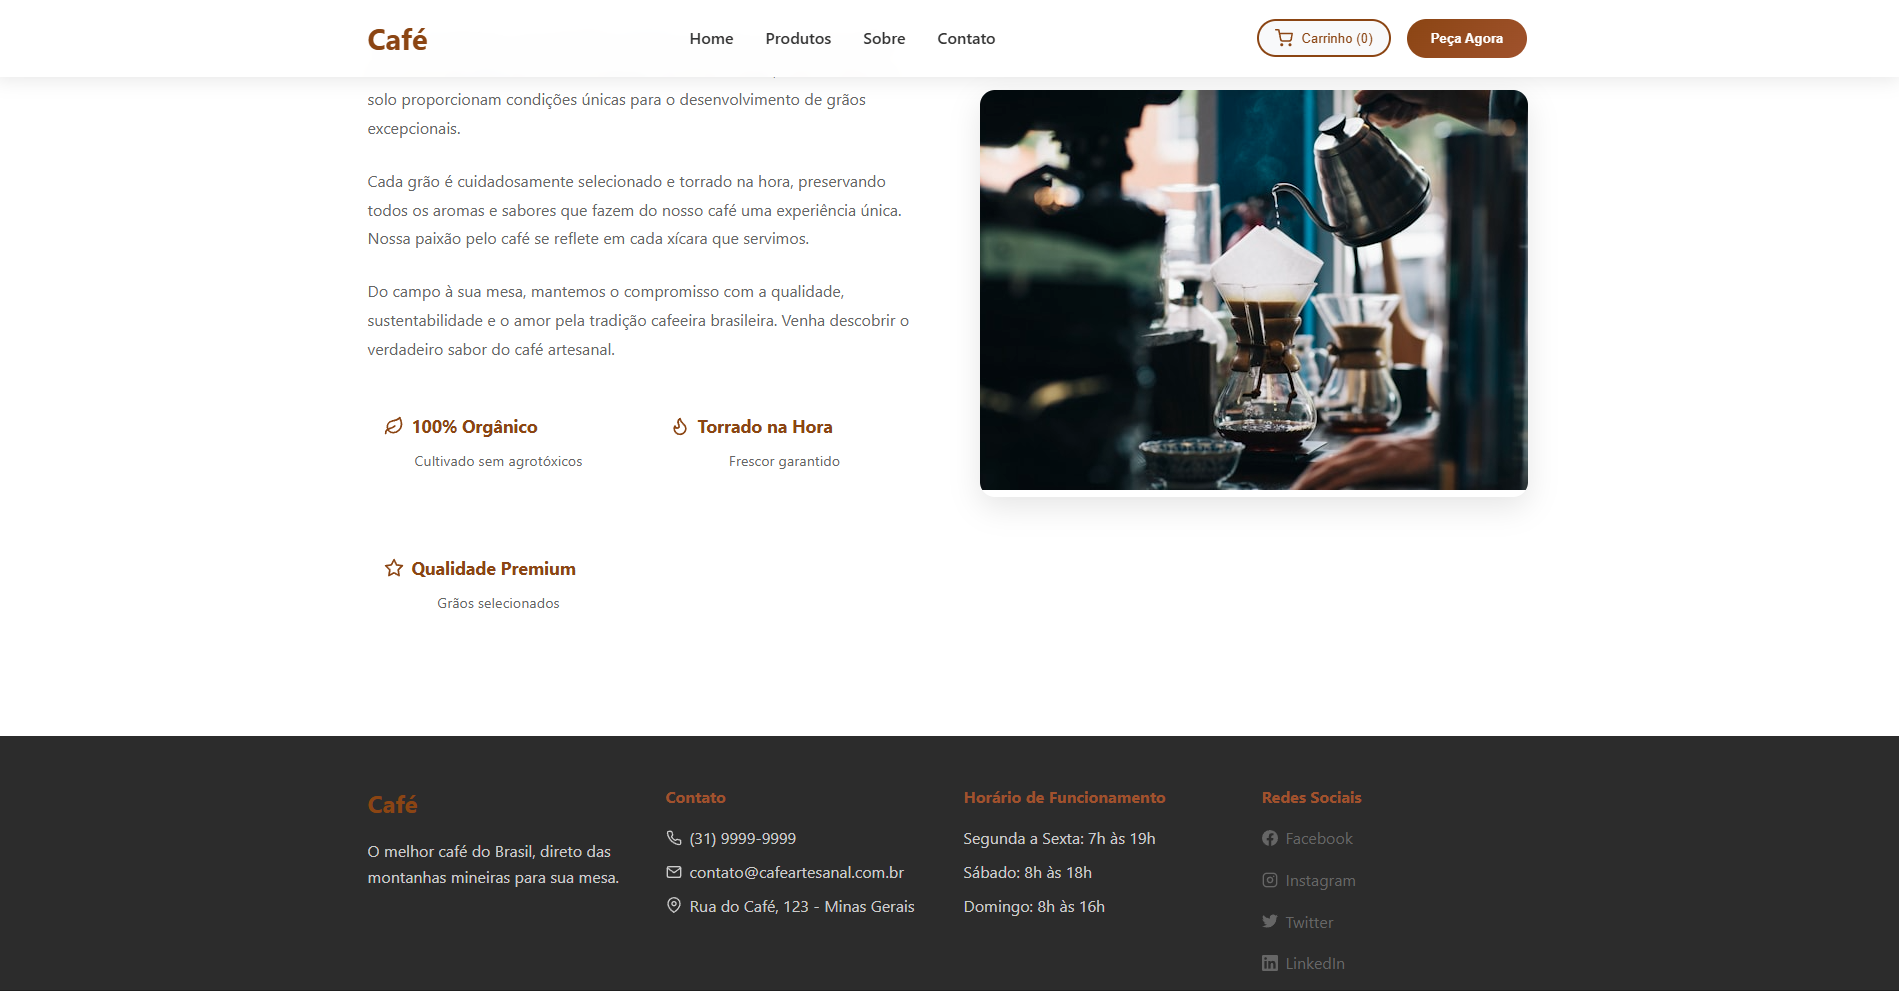 Café
Home
Produtos
Sobre
Contato
Carrinho (0)
Peça Agora
solo proporcionam condições únicas para o desenvolvimento de grãos
excepcionais.
Cada grão é cuidadosamente selecionado e torrado na hora, preservando
todos os aromas e sabores que fazem do nosso café uma experiência única.
Nossa paixão pelo café se reflete em cada xícara que servimos.
Do campo à sua mesa, mantemos o compromisso com a qualidade,
sustentabilidade e o amor pela tradição cafeeira brasileira. Venha descobrir o
verdadeiro sabor do café artesanal.
100% Orgânico
Cultivado sem agrotóxicos
Torrado na Hora
Frescor garantido
Qualidade Premium
Grãos selecionados
Café
O melhor café do Brasil, direto das
montanhas mineiras para sua mesa.
Contato
(31) 9999-9999
contato@cafeartesanal.com.br
Rua do Café, 123 - Minas Gerais
Horário de Funcionamento
Segunda a Sexta: 7h às 19h
Sábado: 8h às 18h
Domingo: 8h às 16h
Redes Sociais
Facebook
Instagram
Twitter
LinkedIn